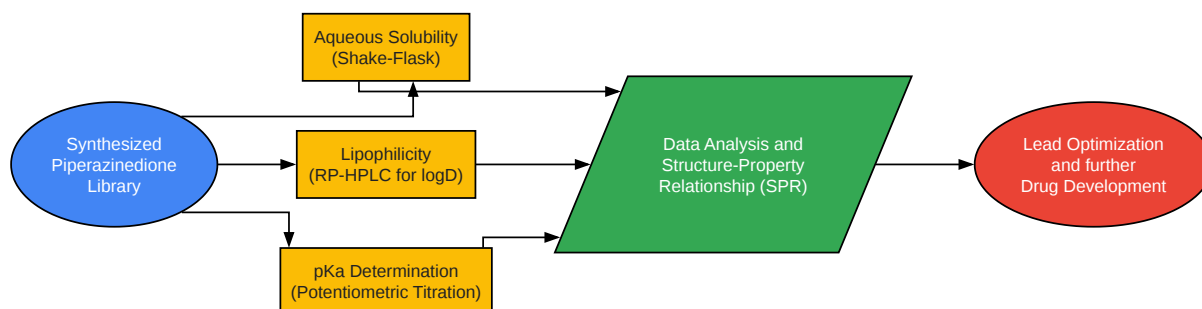 Synthesized
Piperazinedione
Library
Aqueous Solubility
(Shake-Flask)
Lipophilicity
(RP-HPLC for logD)
pKa Determination
(Potentiometric Titration)
Data Analysis and
Structure-Property
Relationship (SPR)
Lead Optimization
and further
Drug Development